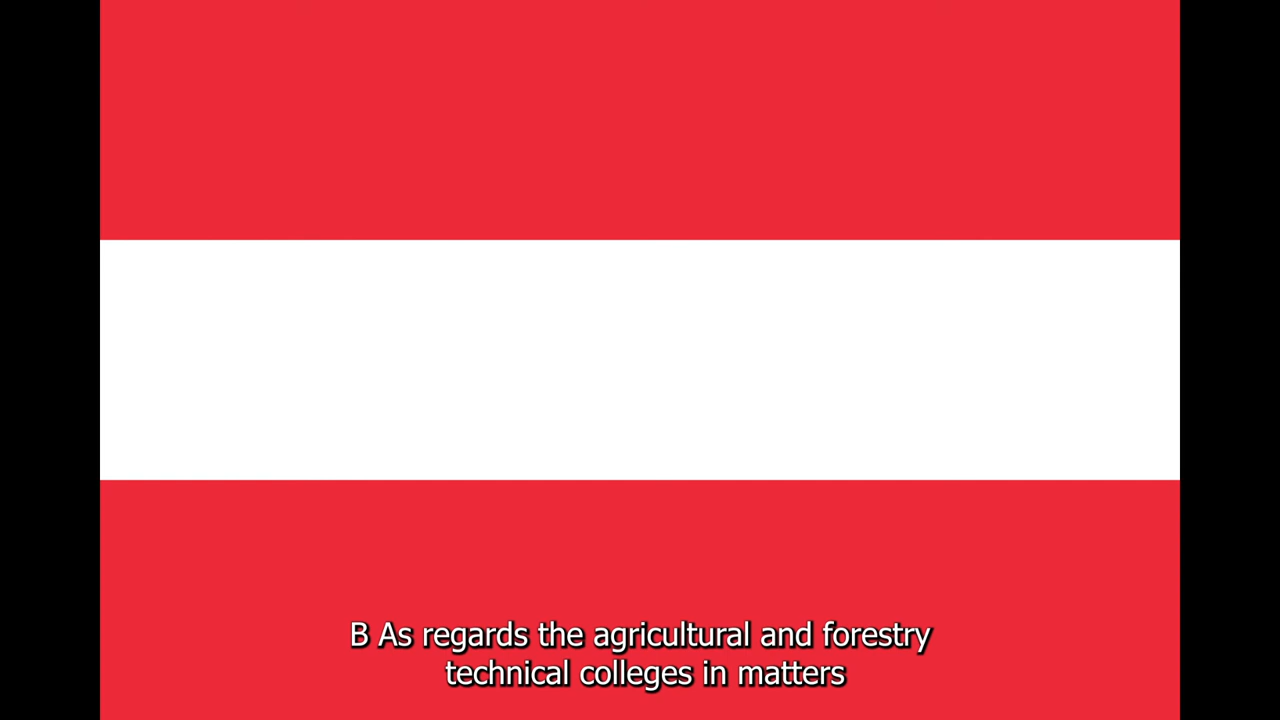 B As regards the agricultural and forestry
technical colleges in matters